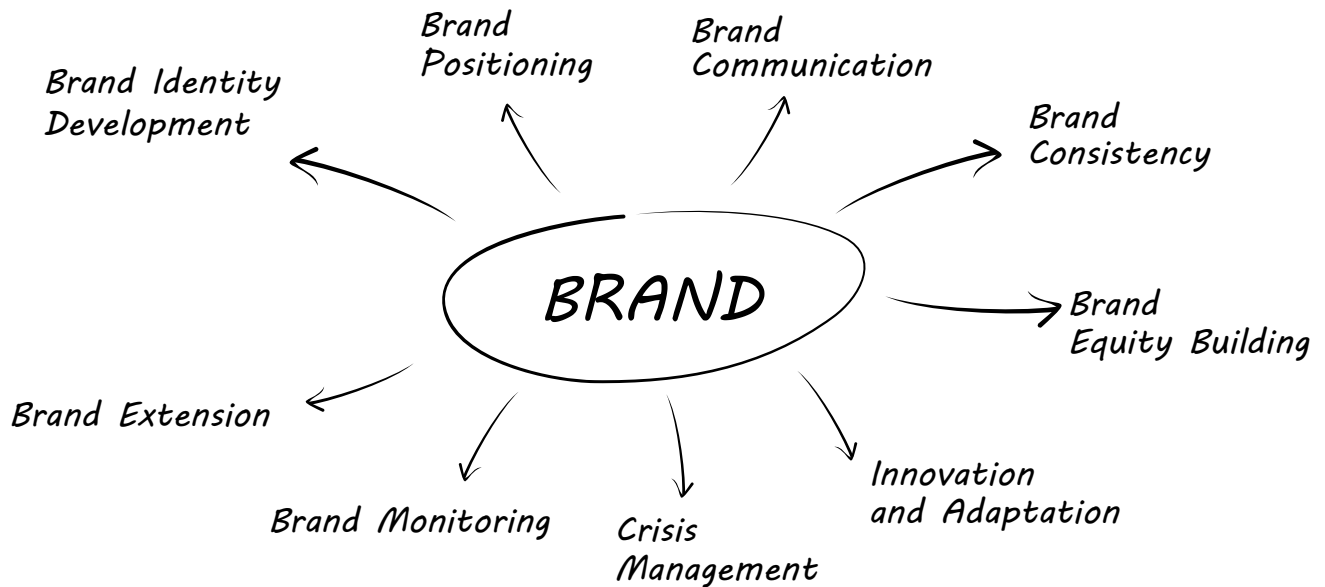 Brand
Positioning
Brand
Communication
Brand Identity
Development
Brand
Consistency
BRAND
Brand
Equity Building
Brand Extension
Brand Monitoring
Crisis
Management
Innovation
and Adaptation